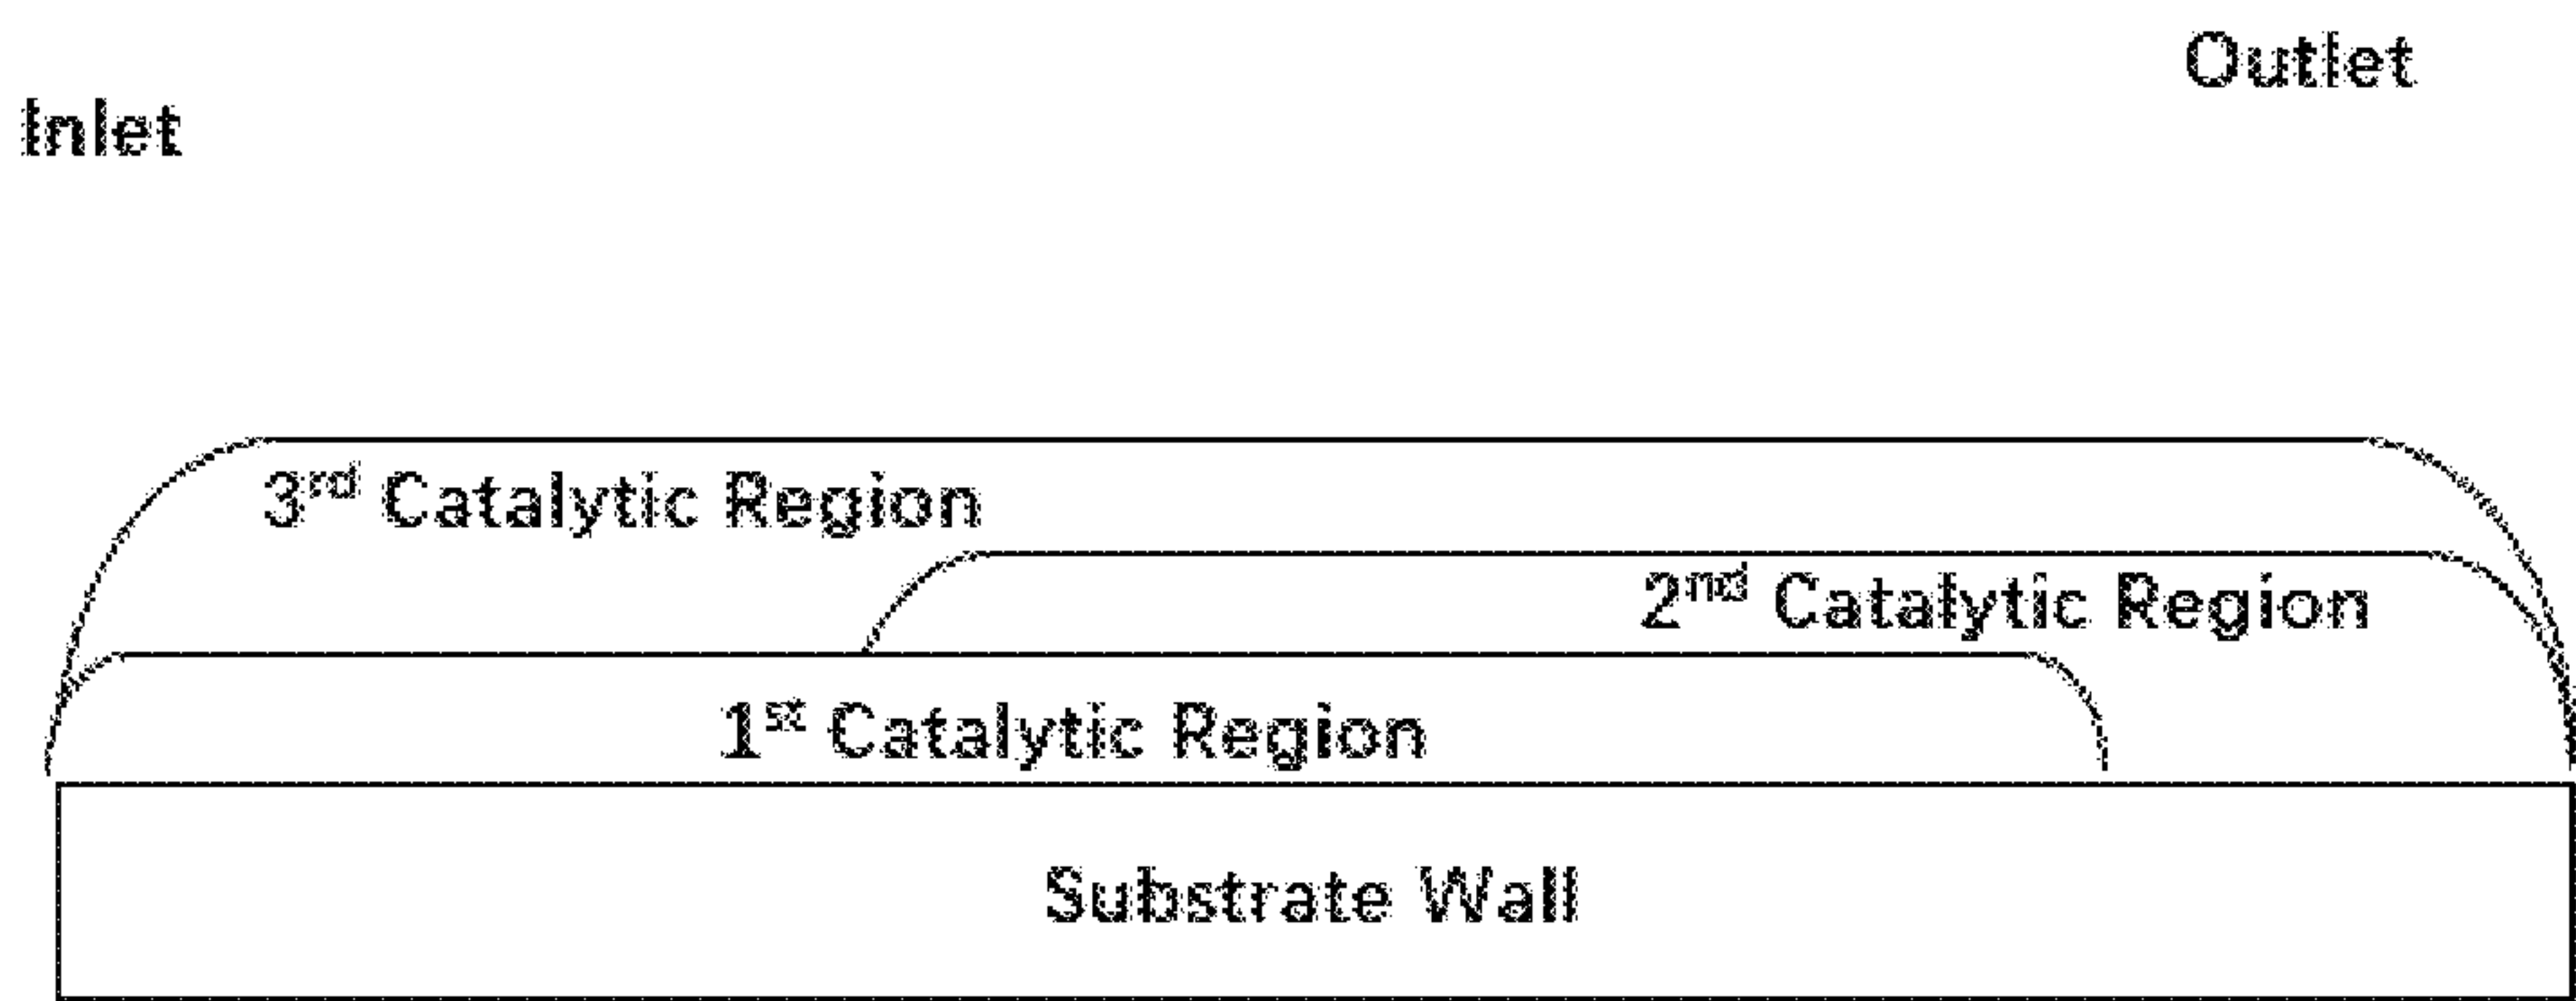 Outlet
Inlet
3rd Catalytic Region
2nd Catalytic Region
1st Catalytic Region
Substrate Wall